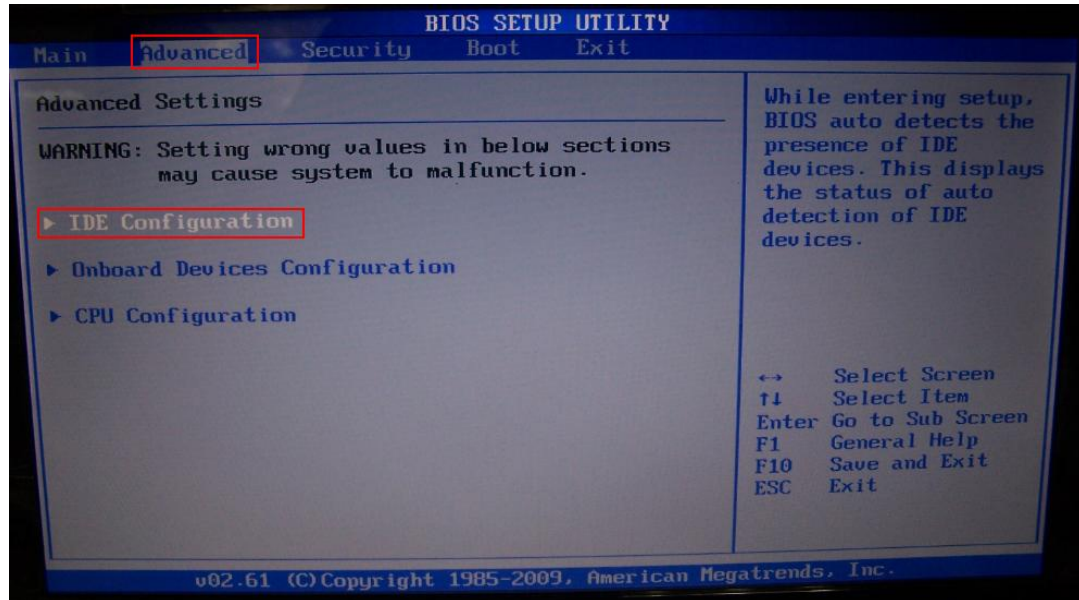 BIOS SETUP UTILITY
Main Advanced Security Boot Exit
Advanced Settings
WARNING: Setting wrong values in below sections
may cause system to malfunction.
▶ IDE Configuration
▶ Onboard Devices Configuration
▶ CPU Configuration
While entering setup,
BIOS auto detects the
presence of IDE
devices. This displays
the status of auto
detection of IDE
devices.
↔ Select Screen
↑↓ Select Item
Enter Go to Sub Screen
F1 General Help
F10 Save and Exit
ESC Exit
v02.61 (C)Copyright 1985-2009, American Megatrends, Inc.